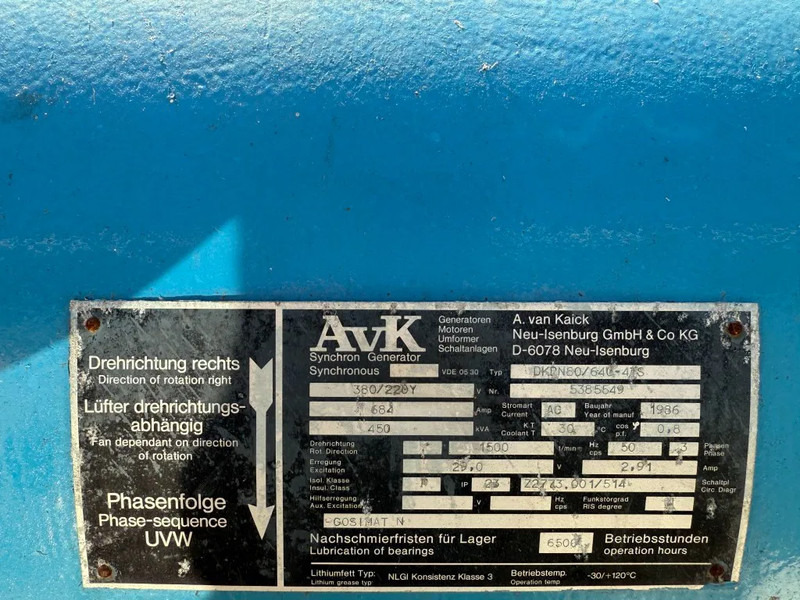 Drehrichtung rechts
Direction of rotation right
Lüfter drehrichtungs-
abhängig
Fan dependant on direction
of rotation
Phasenfolge
Phase-sequence
UVW
AvK
Generatoren
Motoren
Umformer
Schaltanlagen
A. van Kaick
Neu-Isenburg GmbH & Co KG
D-6078 Neu-Isenburg
Synchron Generator
Synchronous VDE 0530 Typ
380/220Y V Nr. 5385549
684 Amp Stromart Current AC Baujahr Year of manuf 1986
450 kVA K.T. Coolant T 30 °C cos φ p.f. 0,8
Drehrichtung Rot Direction 1500 1/min Hz cps 50 3 Phasen Phase
Erregung Excitation 29,0 V 2,91 Amp
Isol. Klasse Insul. Class F IP 23 Schaltpl Circ Diagr
Hilfserregung Aux. Excitation V Hz cps Funkstörgrad RIS degree
COSIMAT N
Nachschmierfristen für Lager
Lubrication of bearings
6500
Betriebsstunden
operation hours
Lithiumfett Typ: NLGI Konsistenz Klasse 3 Betriebstemp. -30/+120°C
Lithium grease type: Operation temp